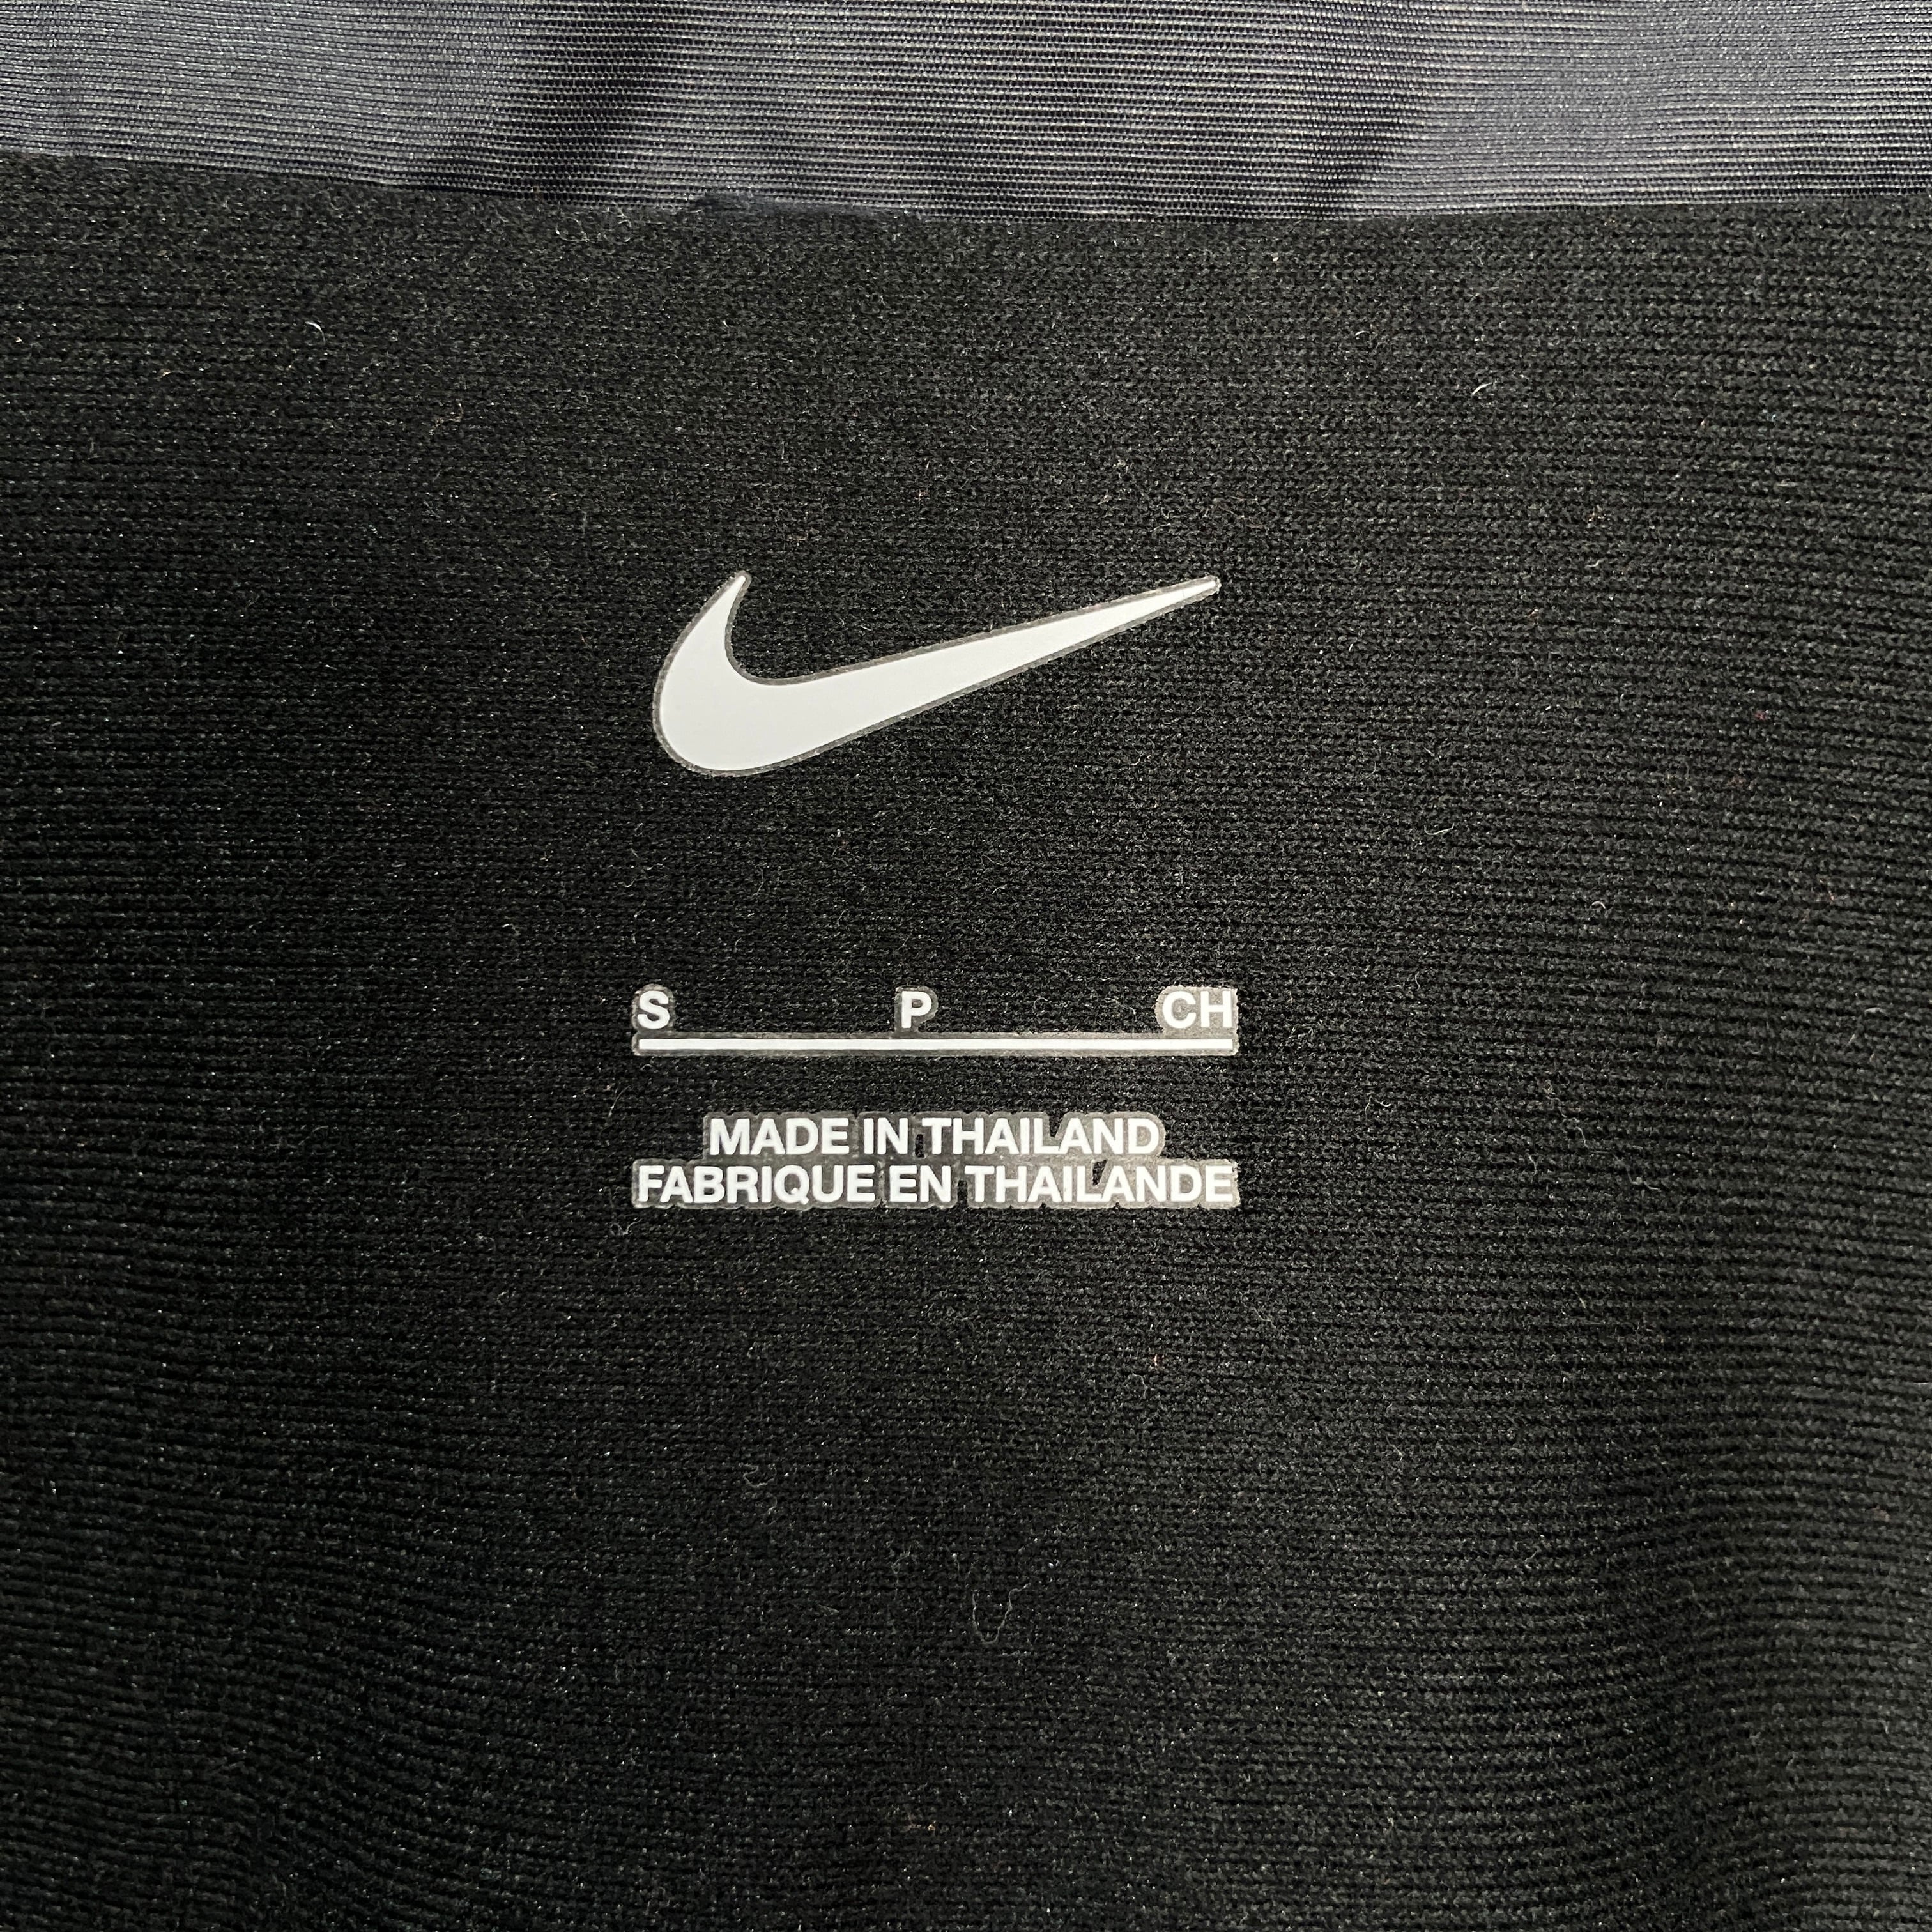 S P CH
MADE IN THAILAND
FABRIQUE EN THAILANDE